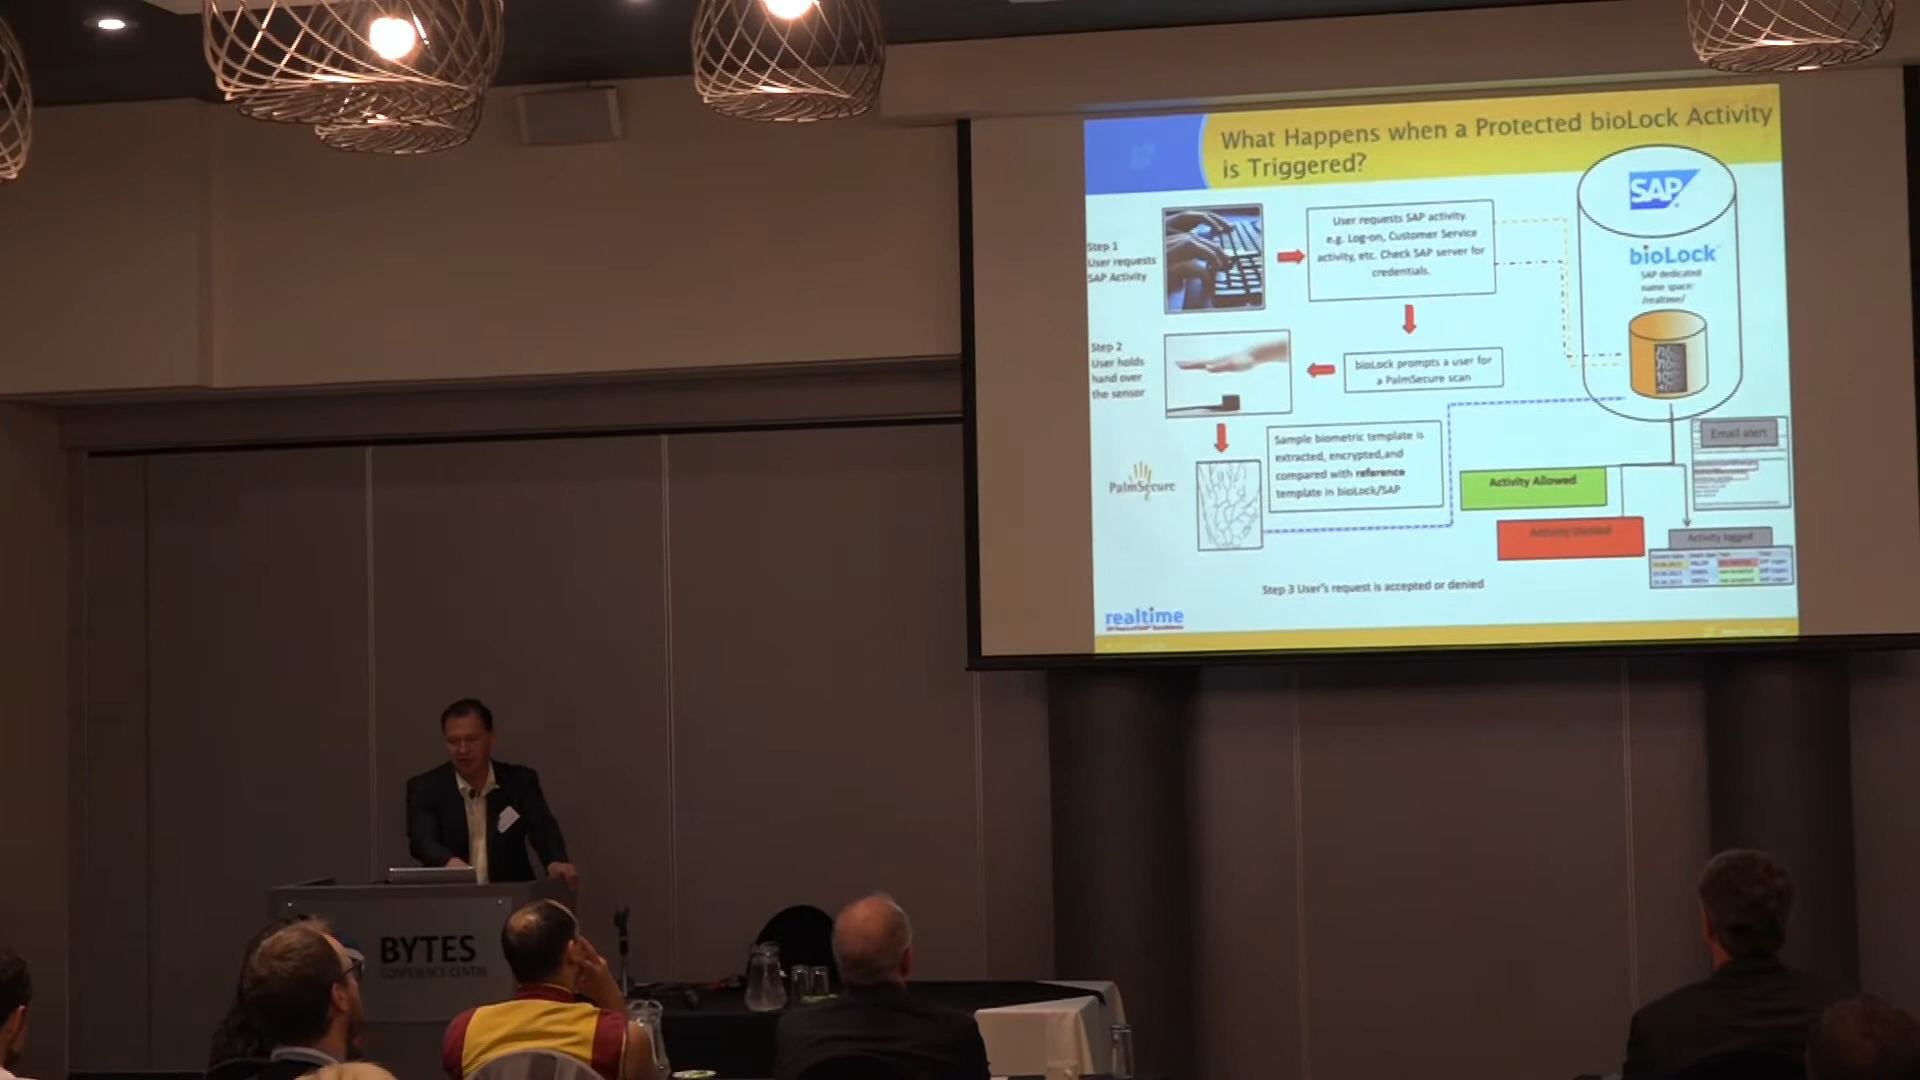 What Happens when a Protected bioLock Activity
is Triggered?
SAP
bioLock
SAP dedicated
name space:
/realtime/
Step 1
User requests
SAP Activity
User requests SAP activity.
e.g. Log-on, Customer Service
activity, etc. Check SAP server for
credentials.
Step 2
User holds
hand over
the sensor
bioLock prompts a user for
a PalmSecure scan
PalmSecure
Sample biometric template is
extracted, encrypted,and
compared with reference
template in bioLock/SAP
Email alert
Activity Allowed
Activity Denied
Activity logged
Step 3 User's request is accepted or denied
realtime
BYTES
CONFERENCE CENTRE